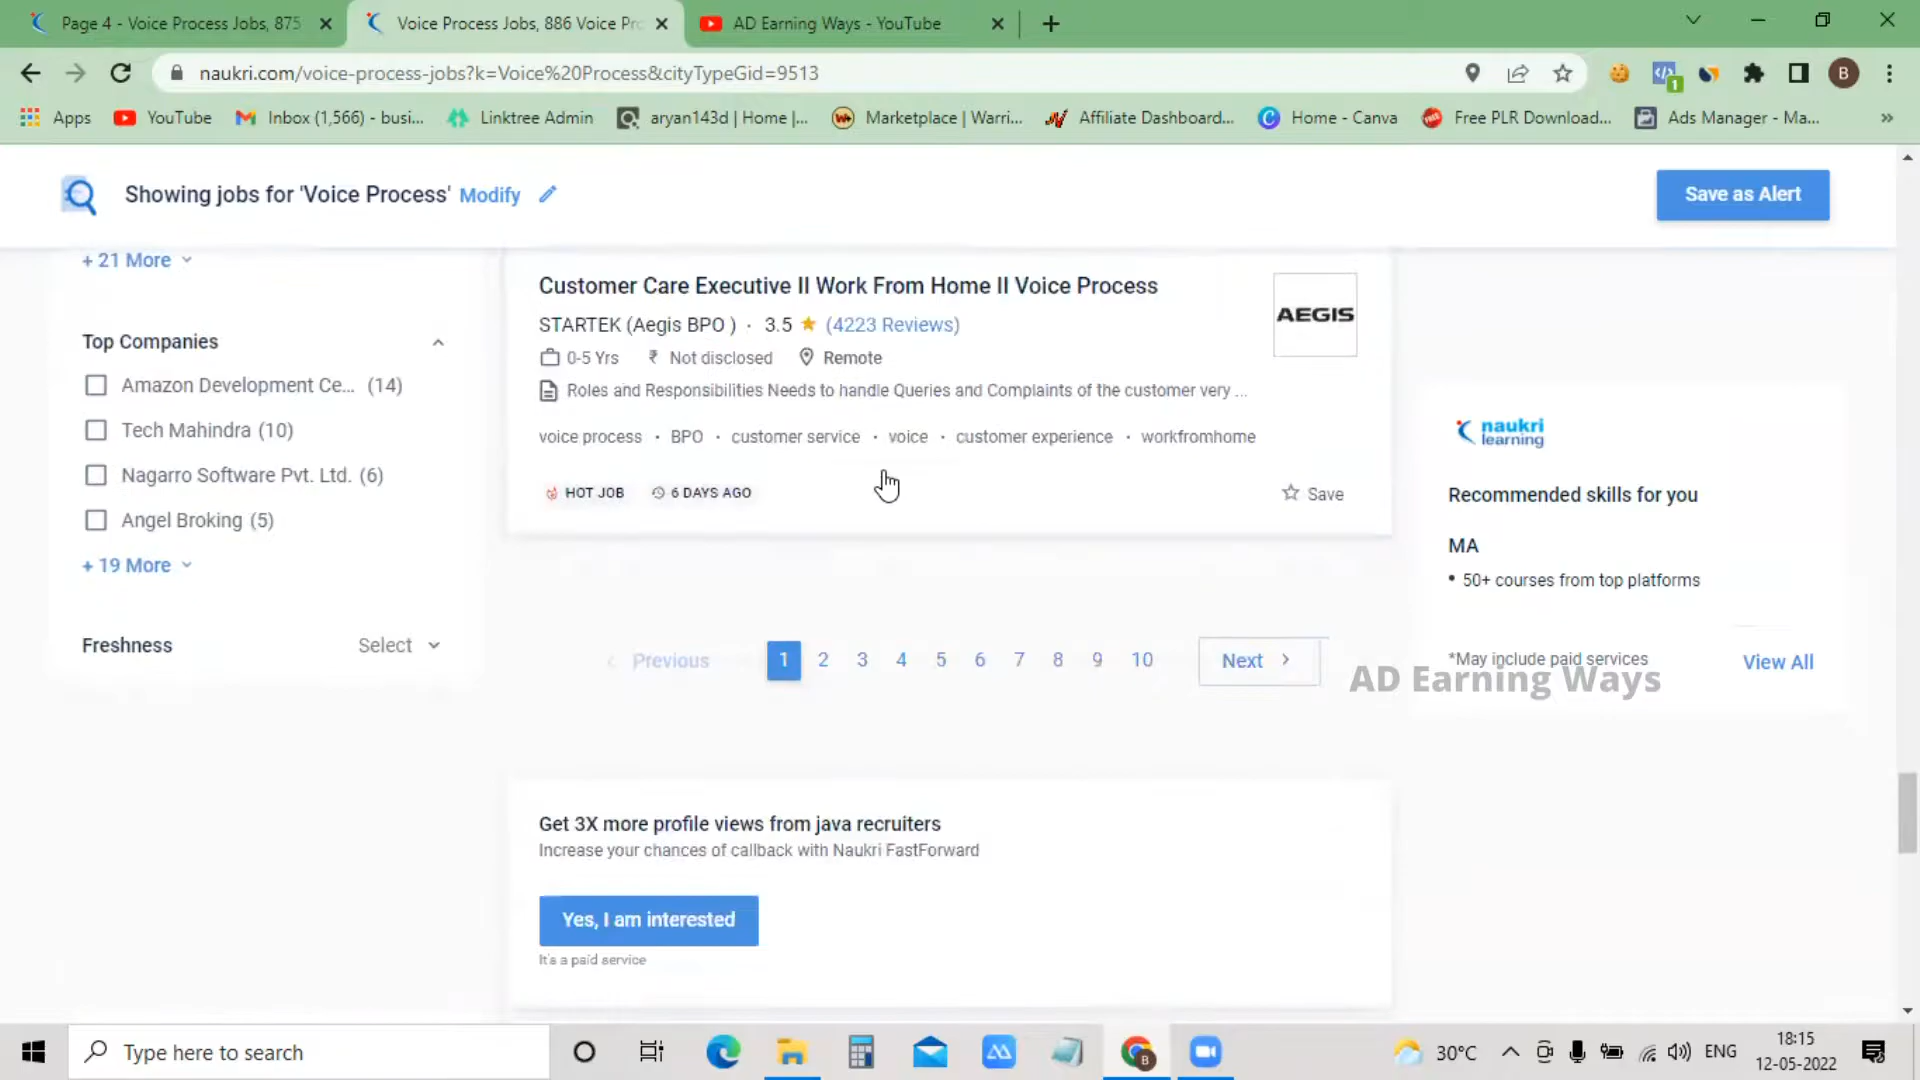 Page 4 - Voice Process Jobs, 875
Voice Process Jobs, 886 Voice Pro
AD Earning Ways - YouTube
naukri.com/voice-process-jobs?k=Voice%20Process&cityTypeGid=9513
1
B
Apps
YouTube
Inbox (1,566) - busi...
Linktree Admin
aryan143d | Home |...
Marketplace | Warri...
Affiliate Dashboard...
Home - Canva
Free PLR Download...
Ads Manager - Ma...
»
Showing jobs for 'Voice Process' Modify
Save as Alert
+ 21 More
Top Companies
Amazon Development Ce... (14)
Tech Mahindra (10)
Nagarro Software Pvt. Ltd. (6)
Angel Broking (5)
+ 19 More
Freshness Select
Customer Care Executive II Work From Home II Voice Process
STARTEK (Aegis BPO ) · 3.5 ★ (4223 Reviews)
0-5 Yrs ₹ Not disclosed Remote
Roles and Responsibilities Needs to handle Queries and Complaints of the customer very ...
voice process · BPO · customer service · voice · customer experience · workfromhome
HOT JOB 6 DAYS AGO
Save
AEGIS
Previous 1 2 3 4 5 6 7 8 9 10 Next
naukri learning
Recommended skills for you
MA
• 50+ courses from top platforms
*May include paid services
View All
AD Earning Ways
Get 3X more profile views from java recruiters
Increase your chances of callback with Naukri FastForward
Yes, I am interested
It's a paid service
Type here to search
B
30°C
ENG
18:15
12-05-2022